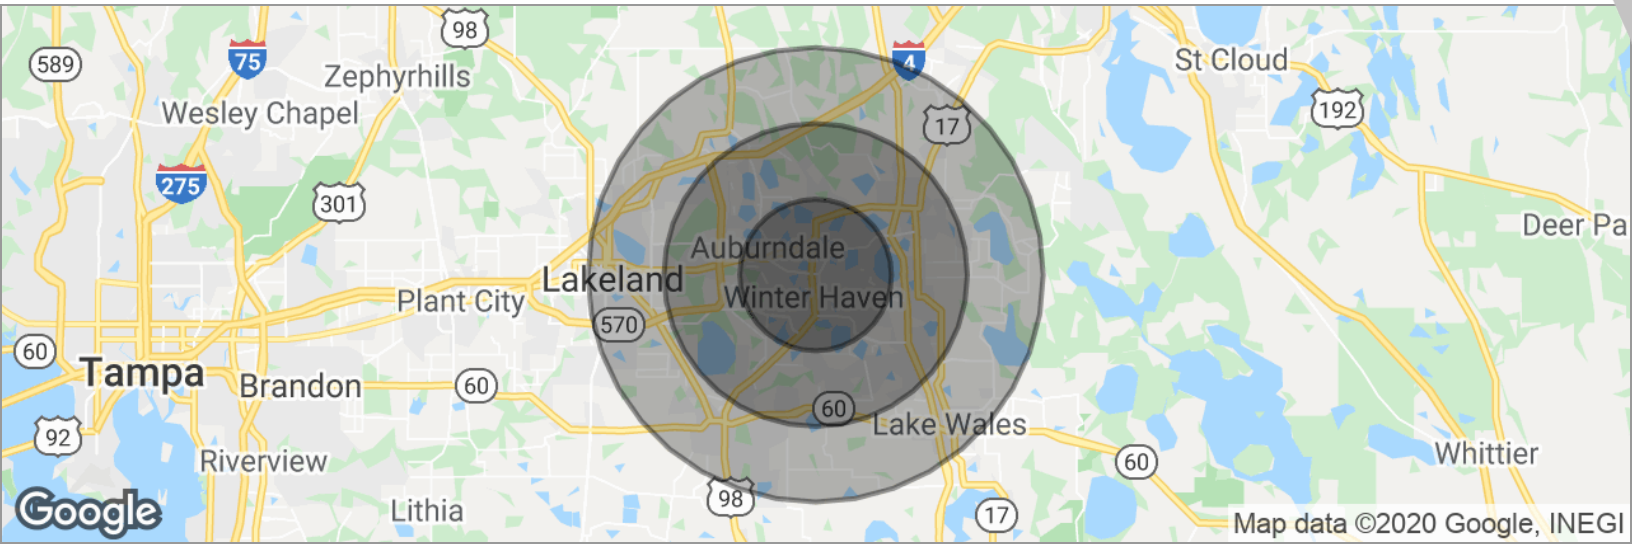 98
589
75
4
St Cloud
Zephyrhills
Wesley Chapel
17
192
275
301
Deer Pa
Auburndale
Lakeland
Plant City
Winter Haven
570
60
Tampa
Brandon
60
60
92
Lake Wales
Riverview
60
Whittier
98
Lithia
17
Google
Map data ©2020 Google, INEGI